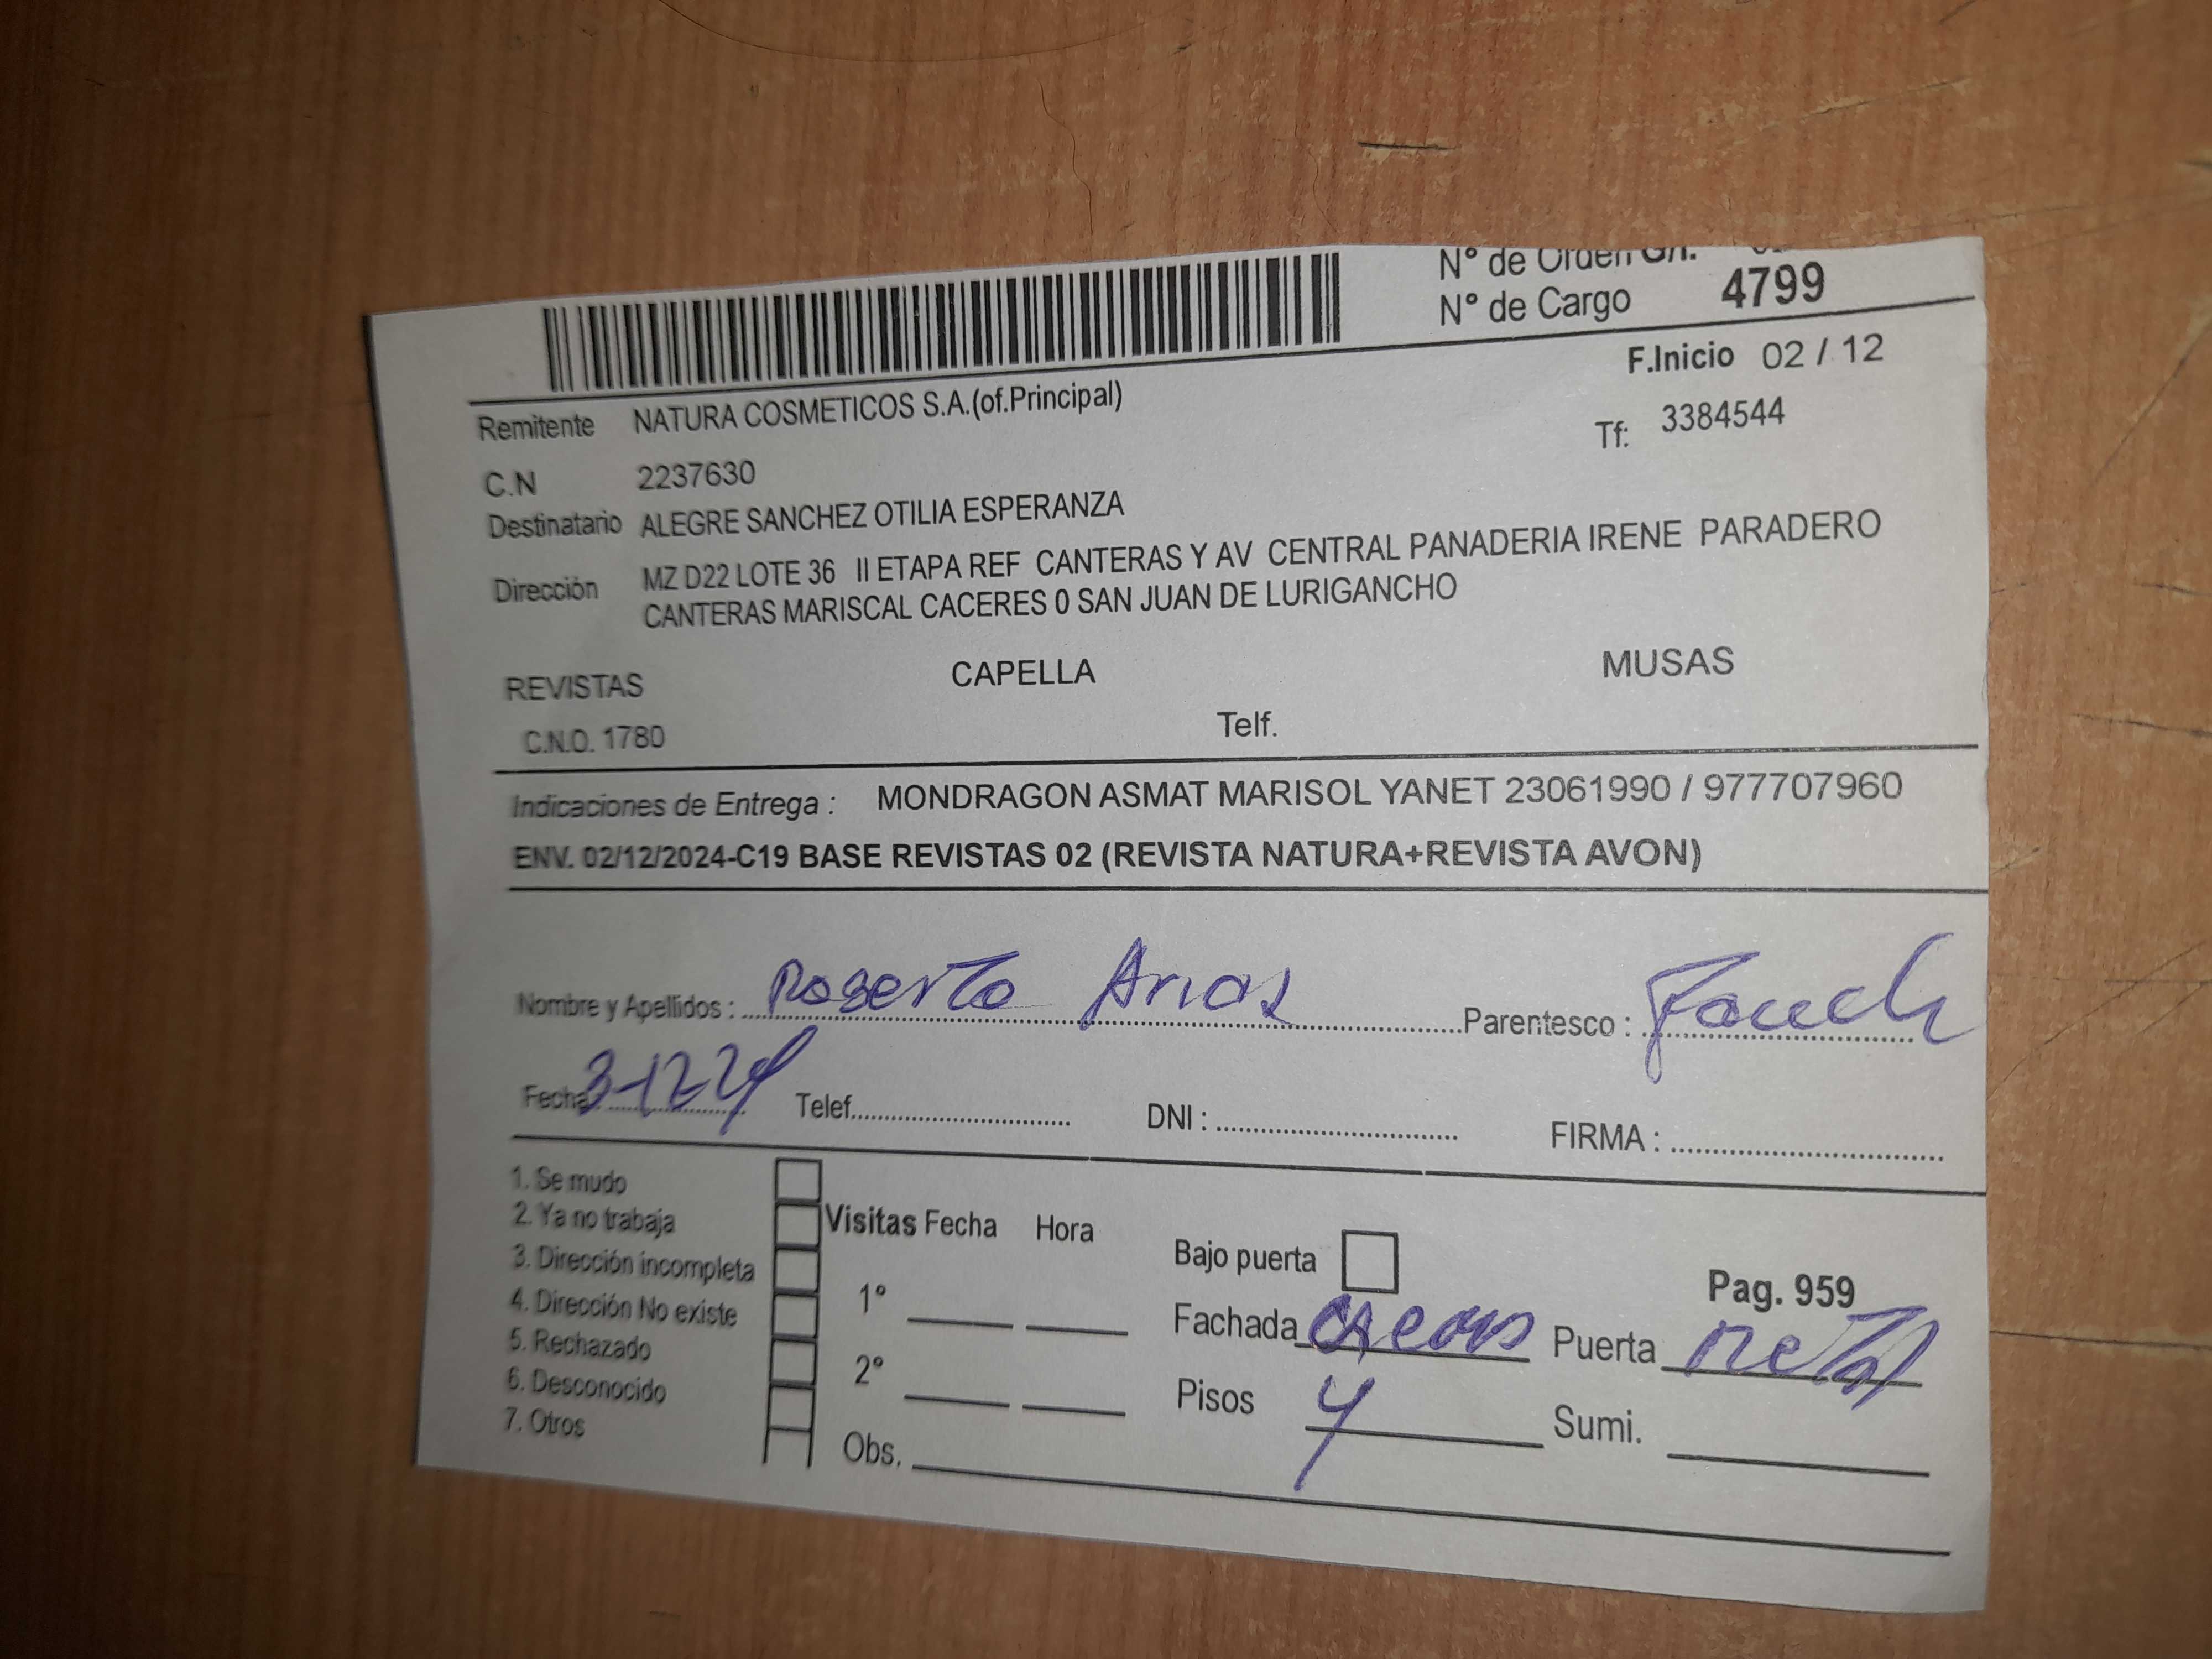 N° de Orden G/r.
N° de Cargo 4799
F.Inicio 02 / 12
Remitente NATURA COSMETICOS S.A.(of.Principal)
Tf: 3384544
C.N 2237630
Destinatario ALEGRE SANCHEZ OTILIA ESPERANZA
Dirección MZ D22 LOTE 36 II ETAPA REF CANTERAS Y AV CENTRAL PANADERIA IRENE PARADERO
CANTERAS MARISCAL CACERES 0 SAN JUAN DE LURIGANCHO
REVISTAS CAPELLA MUSAS
C.N.O. 1780 Telf.
Indicaciones de Entrega : MONDRAGON ASMAT MARISOL YANET 23061990 / 977707960
ENV. 02/12/2024-C19 BASE REVISTAS 02 (REVISTA NATURA+REVISTA AVON)
Nombre y Apellidos : Roberto Arias Parentesco :
Fecha: 3-12 24 Telef. DNI : FIRMA :
1. Se mudo
2. Ya no trabaja
3. Dirección incompleta
4. Dirección No existe
5. Rechazado
6. Desconocido
7. Otros
Visitas Fecha Hora
1°
2°
Obs.
Bajo puerta
Pag. 959
Fachada Puerta Metal
Pisos 4 Sumi.